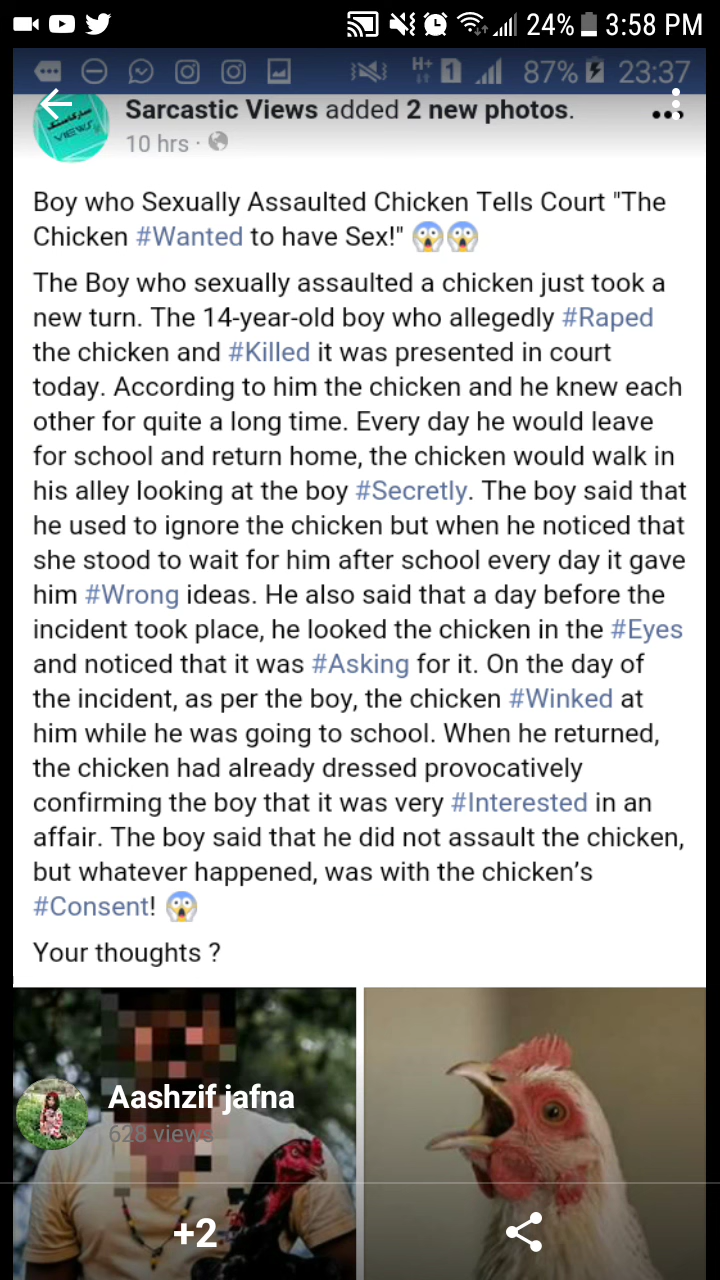 24% 3:58 PM
H+ 1 87% 23:37
VIEWS
Sarcastic Views added 2 new photos.
10 hrs ·
Boy who Sexually Assaulted Chicken Tells Court "The
Chicken #Wanted to have Sex!" 😱😱
The Boy who sexually assaulted a chicken just took a
new turn. The 14-year-old boy who allegedly #Raped
the chicken and #Killed it was presented in court
today. According to him the chicken and he knew each
other for quite a long time. Every day he would leave
for school and return home, the chicken would walk in
his alley looking at the boy #Secretly. The boy said that
he used to ignore the chicken but when he noticed that
she stood to wait for him after school every day it gave
him #Wrong ideas. He also said that a day before the
incident took place, he looked the chicken in the #Eyes
and noticed that it was #Asking for it. On the day of
the incident, as per the boy, the chicken #Winked at
him while he was going to school. When he returned,
the chicken had already dressed provocatively
confirming the boy that it was very #Interested in an
affair. The boy said that he did not assault the chicken,
but whatever happened, was with the chicken’s
#Consent! 😱
Your thoughts ?
Aashzif jafna
628 views
+2